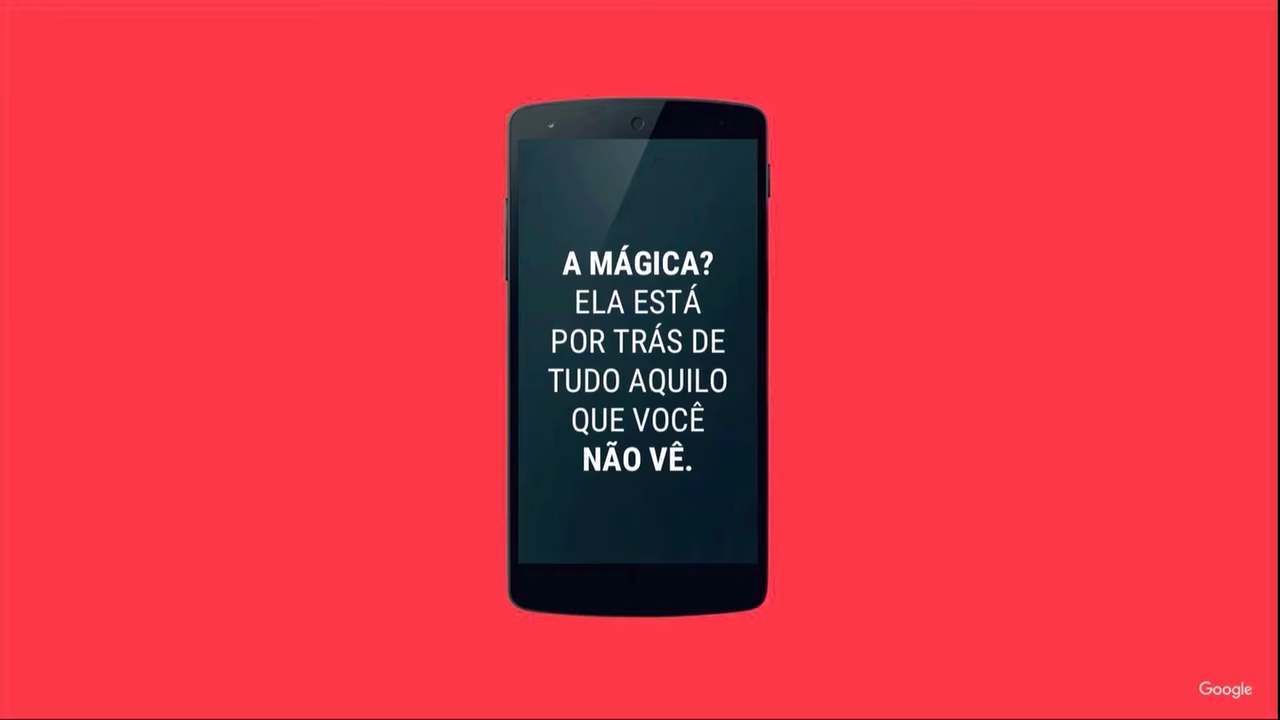 A MÁGICA?
ELA ESTÁ
POR TRÁS DE
TUDO AQUILO
QUE VOCÊ
NÃO VÊ.
Google